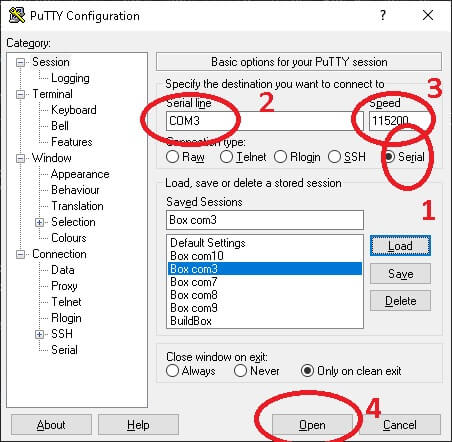 PuTTY Configuration
Category:
Session
Logging
Terminal
Keyboard
Bell
Features
Window
Appearance
Behaviour
Translation
Selection
Colours
Connection
Data
Proxy
Telnet
Rlogin
SSH
Serial
Basic options for your PuTTY session
Specify the destination you want to connect to
Serial line
2
Speed
3
COM3
115200
Connection type:
Raw Telnet Rlogin SSH Serial
1
Load, save or delete a stored session
Saved Sessions
Box com3
Default Settings
Box com10
Box com3
Box com7
Box com8
Box com9
BuildBox
Load
Save
Delete
Close window on exit:
Always Never Only on clean exit
4
About Help Open Cancel